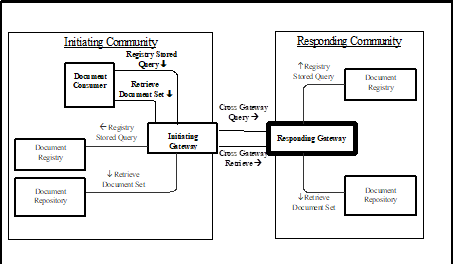 Initiating Community
Responding Community
Registry Stored
Query ↓
Document
Consumer
Retrieve
Document Set ↓
↑Registry
Stored Query
Document
Registry
Cross Gateway
Query →
← Registry
Stored Query
Initiating
Gateway
Responding Gateway
Document
Registry
Cross Gateway
Retrieve →
↓ Retrieve
Document Set
Document
Repository
↓Retrieve
Document Set
Document
Repository